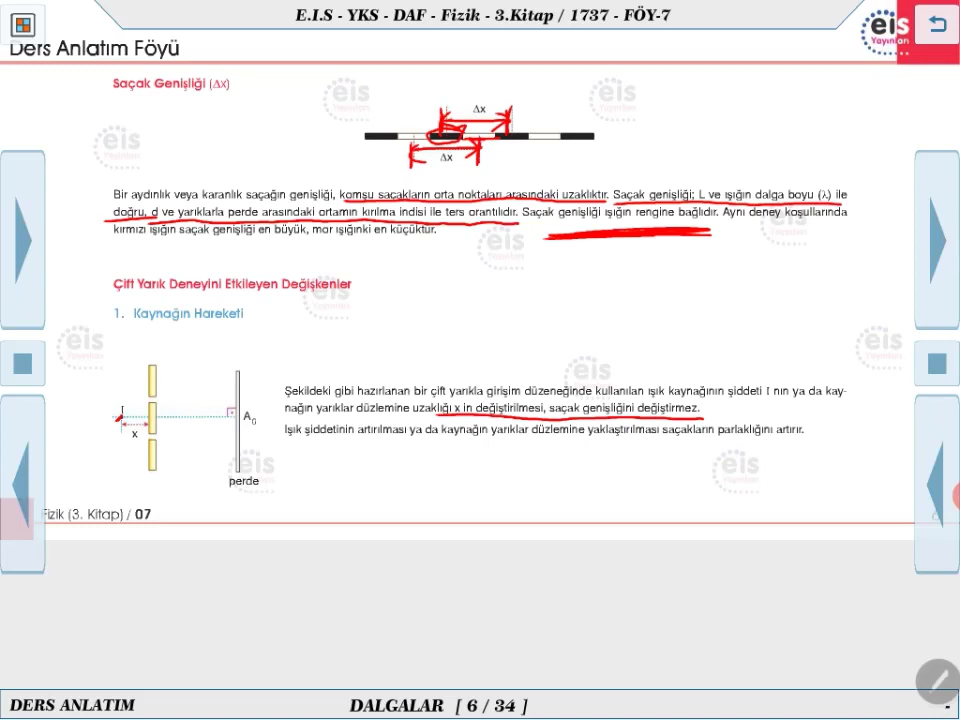 E.I.S - YKS - DAF - Fizik - 3.Kitap / 1737 - FÖY-7
eis
Yayınları
Ders Anlatım Föyü
Saçak Genişliği (Δx)
Δx
Δx
Bir aydınlık veya karanlık saçağın genişliği, komşu saçakların orta noktaları arasındaki uzaklıktır. Saçak genişliği; L ve ışığın dalga boyu (λ) ile
doğru, d ve yarıklarla perde arasındaki ortamın kırılma indisi ile ters orantılıdır. Saçak genişliği ışığın rengine bağlıdır. Aynı deney koşullarında
kırmızı ışığın saçak genişliği en büyük, mor ışığınki en küçüktür.
Çift Yarık Deneyini Etkileyen Değişkenler
1. Kaynağın Hareketi
I
x
A0
perde
Şekildeki gibi hazırlanan bir çift yarıkla girişim düzeneğinde kullanılan ışık kaynağının şiddeti I nın ya da kay-
nağın yarıklar düzlemine uzaklığı x in değiştirilmesi, saçak genişliğini değiştirmez.
Işık şiddetinin artırılması ya da kaynağın yarıklar düzlemine yaklaştırılması saçakların parlaklığını artırır.
Fizik (3. Kitap) / 07
DERS ANLATIM
DALGALAR [ 6 / 34 ]
-